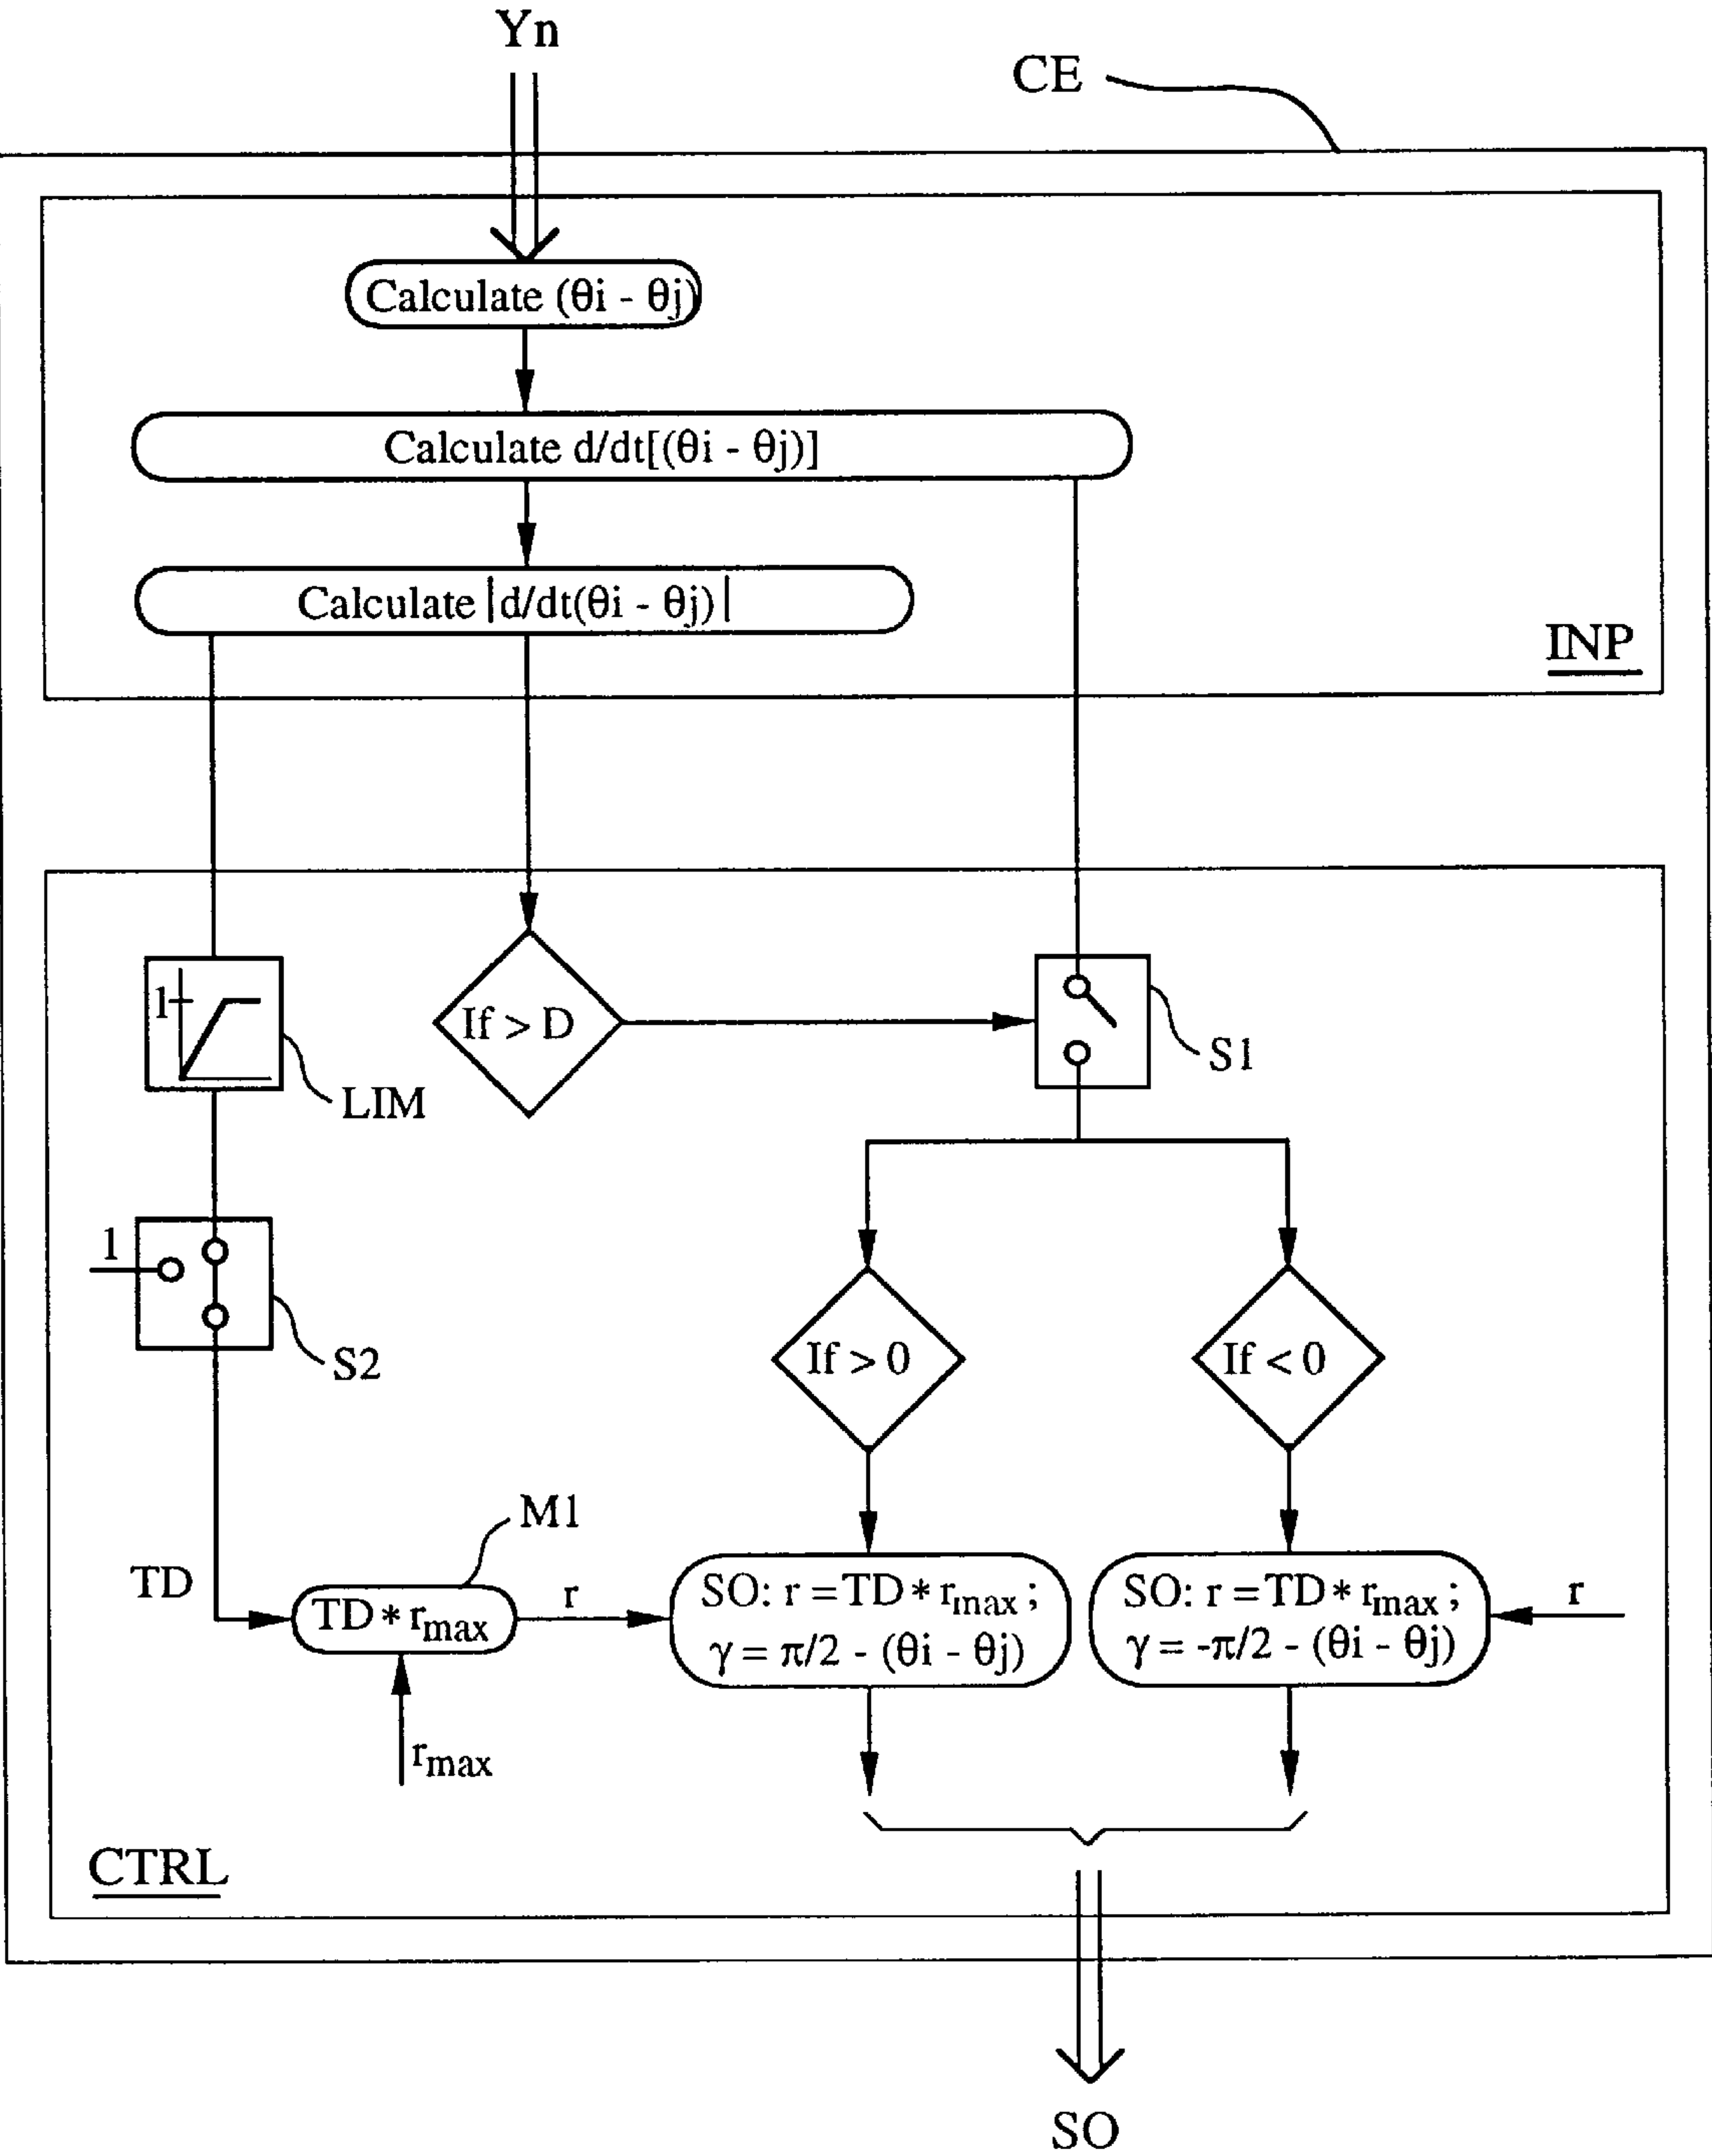 Yn
CE
Calculate (θi - θj)
Calculate d/dt[(θi - θj)]
Calculate |d/dt(θi - θj)|
INP
1
If > D
S1
LIM
1
S2
If > 0
If < 0
M1
TD
TD * rmax
r
SO: r = TD * rmax ;
γ = π/2 - (θi - θj)
SO: r = TD * rmax ;
γ = -π/2 - (θi - θj)
r
rmax
CTRL
SO